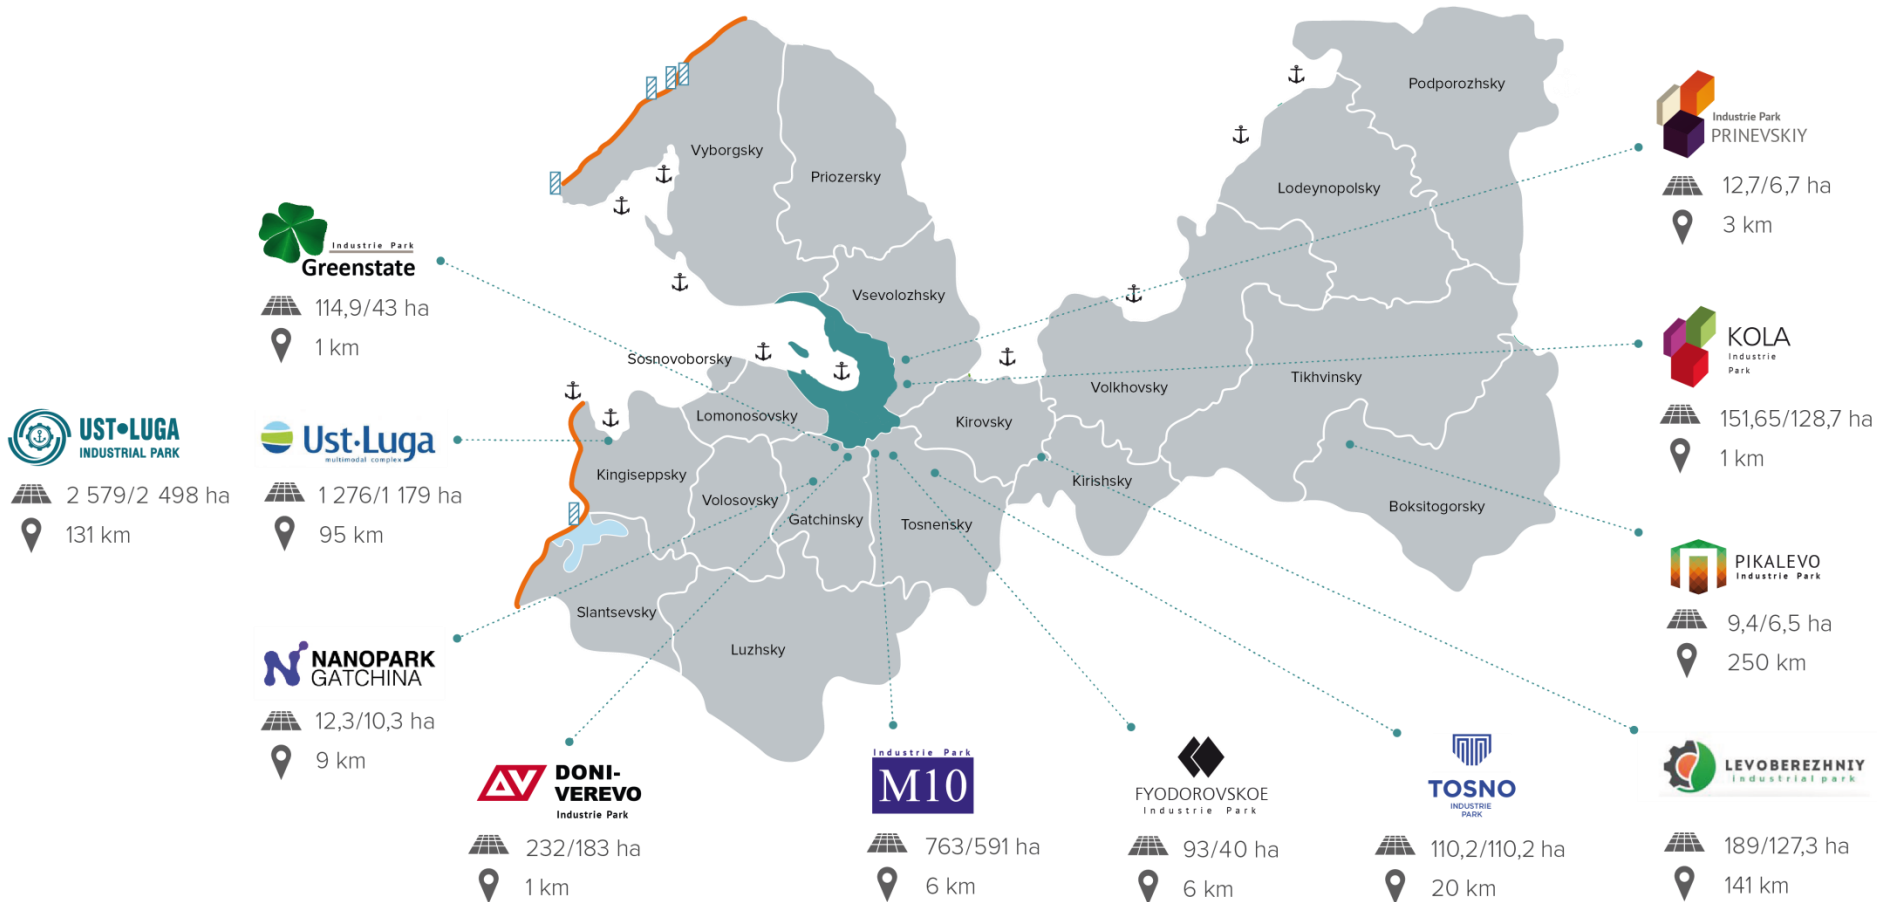 Podporozhsky
Vyborgsky
Priozersky
Lodeynopolsky
Vsevolozhsky
Sosnovoborsky
Volkhovsky
Tikhvinsky
Lomonosovsky
Kirovsky
Kingiseppsky
Volosovsky
Gatchinsky
Tosnensky
Kirishsky
Boksitogorsky
Slantsevsky
Luzhsky
Industrie Park
Greenstate
114,9/43 ha
1 km
UST•LUGA
INDUSTRIAL PARK
2 579/2 498 ha
131 km
Ust·Luga
multimodal complex
1 276/1 179 ha
95 km
NANOPARK
GATCHINA
12,3/10,3 ha
9 km
DONI-
VEREVO
Industrie Park
232/183 ha
1 km
Industrie Park
M10
763/591 ha
6 km
FYODOROVSKOE
Industrie Park
93/40 ha
6 km
TOSNO
INDUSTRIE
PARK
110,2/110,2 ha
20 km
LEVOBEREZHNIY
industrial park
189/127,3 ha
141 km
PIKALEVO
Industrie Park
9,4/6,5 ha
250 km
KOLA
Industrie
Park
151,65/128,7 ha
1 km
Industrie Park
PRINEVSKIY
12,7/6,7 ha
3 km